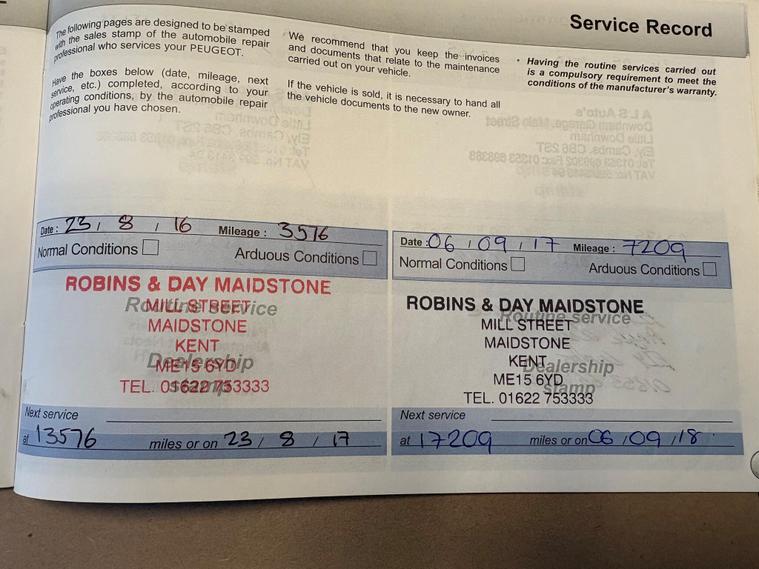 Service Record
The following pages are designed to be stamped
with the sales stamp of the automobile repair
professional who services your PEUGEOT.
Have the boxes below (date, mileage, next
service, etc.) completed, according to your
operating conditions, by the automobile repair
professional you have chosen.
We recommend that you keep the invoices
and documents that relate to the maintenance
carried out on your vehicle.
If the vehicle is sold, it is necessary to hand all
the vehicle documents to the new owner.
• Having the routine services carried out
is a compulsory requirement to meet the
conditions of the manufacturer's warranty.
Date : 23 / 8 / 16 Mileage : 3576
Normal Conditions Arduous Conditions
ROBINS & DAY MAIDSTONE
Routine service
MILL STREET
MAIDSTONE
KENT
Dealership
ME15 6YD
stamp
TEL. 01622 753333
Next service
at 13576 miles or on 23 / 8 / 17
Date : 06 / 09 / 17 Mileage : 7209
Normal Conditions Arduous Conditions
ROBINS & DAY MAIDSTONE
Routine service
MILL STREET
MAIDSTONE
KENT
Dealership
ME15 6YD
stamp
TEL. 01622 753333
Next service
at 17209 miles or on 06 / 09 / 18